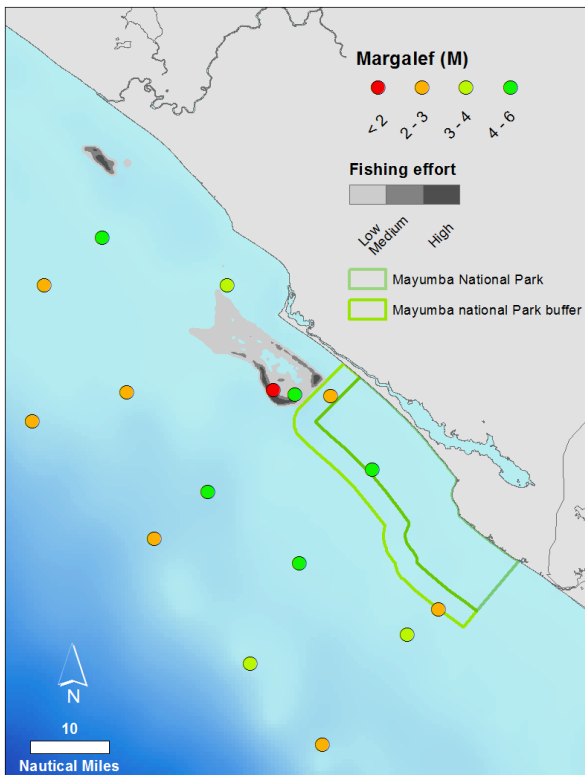 Margalef (M)
< 2
2 - 3
3 - 4
4 - 6
Fishing effort
Low
Medium
High
Mayumba National Park
Mayumba national Park buffer
N
10
Nautical Miles